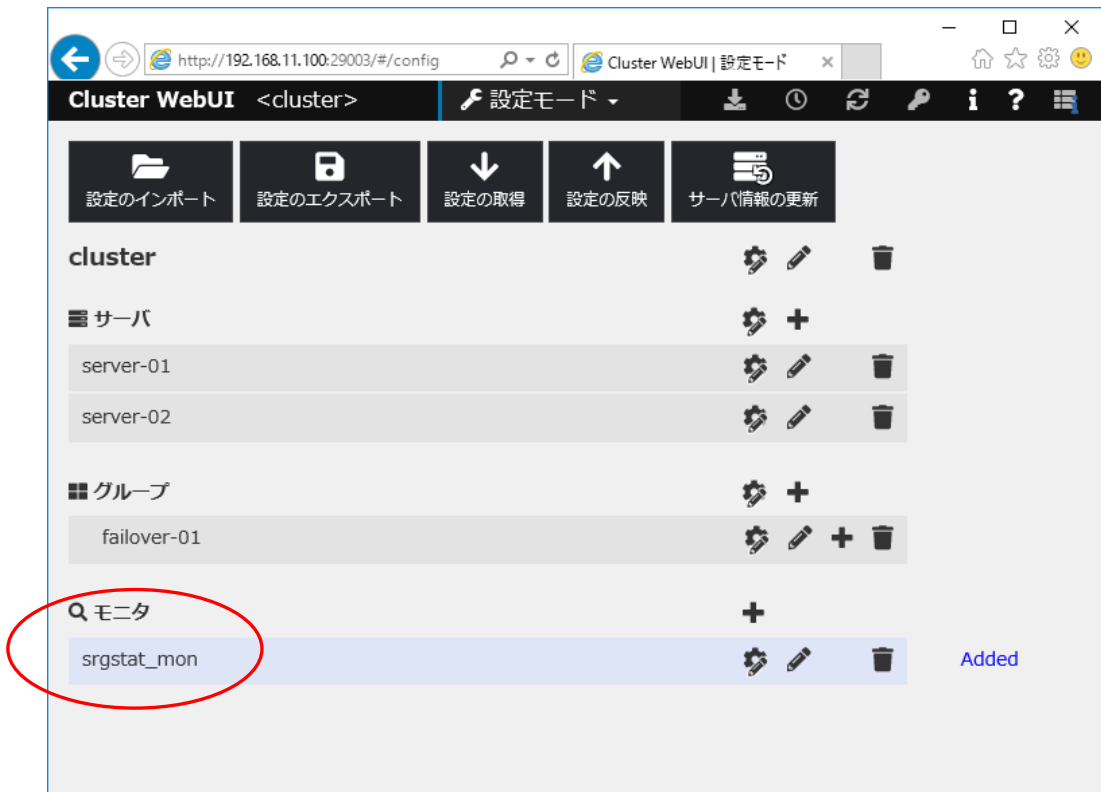 http://192.168.11.100:29003/#/config
Cluster WebUI | 設定モード
Cluster WebUI <cluster> 設定モード
設定のインポート 設定のエクスポート 設定の取得 設定の反映 サーバ情報の更新
cluster
サーバ
server-01
server-02
グループ
failover-01
モニタ
srgstat_mon Added